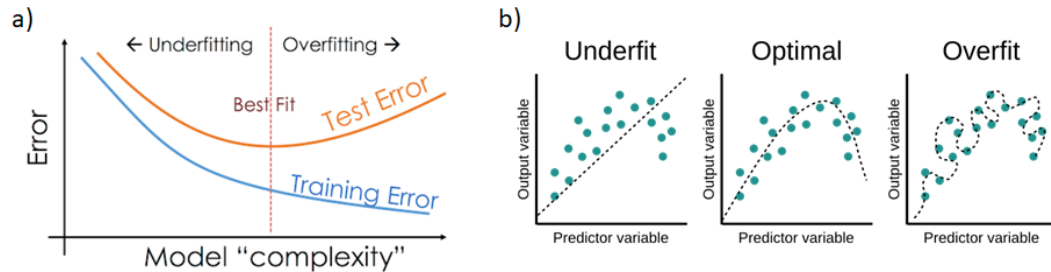 a)
← Underfitting
Overfitting →
Best Fit
Test Error
Training Error
Error
Model “complexity”
b)
Underfit
Output variable
Predictor variable
Optimal
Output variable
Predictor variable
Overfit
Output variable
Predictor variable